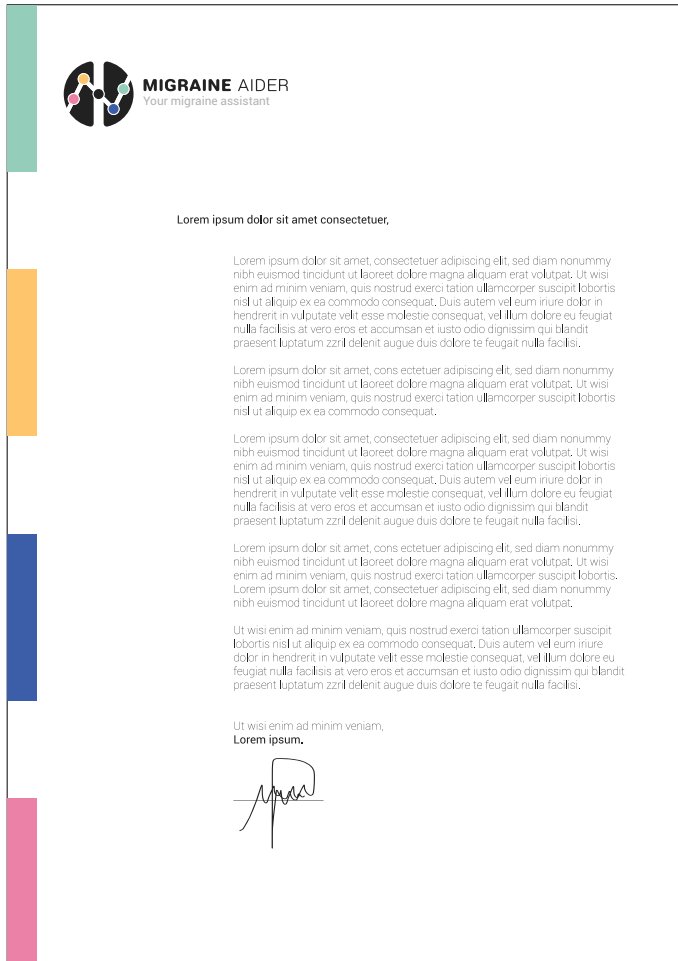 MIGRAINE AIDER
Your migraine assistant
Lorem ipsum dolor sit amet consectetuer,
Lorem ipsum dolor sit amet, consectetuer adipiscing elit, sed diam nonummy
nibh euismod tincidunt ut laoreet dolore magna aliquam erat volutpat. Ut wisi
enim ad minim veniam, quis nostrud exerci tation ullamcorper suscipit lobortis
nisl ut aliquip ex ea commodo consequat. Duis autem vel eum iriure dolor in
hendrerit in vulputate velit esse molestie consequat, vel illum dolore eu feugiat
nulla facilisis at vero eros et accumsan et iusto odio dignissim qui blandit
praesent luptatum zzril delenit augue duis dolore te feugait nulla facilisi.
Lorem ipsum dolor sit amet, cons ectetuer adipiscing elit, sed diam nonummy
nibh euismod tincidunt ut laoreet dolore magna aliquam erat volutpat. Ut wisi
enim ad minim veniam, quis nostrud exerci tation ullamcorper suscipit lobortis
nisl ut aliquip ex ea commodo consequat.
Lorem ipsum dolor sit amet, consectetuer adipiscing elit, sed diam nonummy
nibh euismod tincidunt ut laoreet dolore magna aliquam erat volutpat. Ut wisi
enim ad minim veniam, quis nostrud exerci tation ullamcorper suscipit lobortis
nisl ut aliquip ex ea commodo consequat. Duis autem vel eum iriure dolor in
hendrerit in vulputate velit esse molestie consequat, vel illum dolore eu feugiat
nulla facilisis at vero eros et accumsan et iusto odio dignissim qui blandit
praesent luptatum zzril delenit augue duis dolore te feugait nulla facilisi.
Lorem ipsum dolor sit amet, cons ectetuer adipiscing elit, sed diam nonummy
nibh euismod tincidunt ut laoreet dolore magna aliquam erat volutpat. Ut wisi
enim ad minim veniam, quis nostrud exerci tation ullamcorper suscipit lobortis.
Lorem ipsum dolor sit amet, consectetuer adipiscing elit, sed diam nonummy
nibh euismod tincidunt ut laoreet dolore magna aliquam erat volutpat.
Ut wisi enim ad minim veniam, quis nostrud exerci tation ullamcorper suscipit
lobortis nisl ut aliquip ex ea commodo consequat. Duis autem vel eum iriure
dolor in hendrerit in vulputate velit esse molestie consequat, vel illum dolore eu
feugiat nulla facilisis at vero eros et accumsan et iusto odio dignissim qui blandit
praesent luptatum zzril delenit augue duis dolore te feugait nulla facilisi.
Ut wisi enim ad minim veniam,
Lorem ipsum.